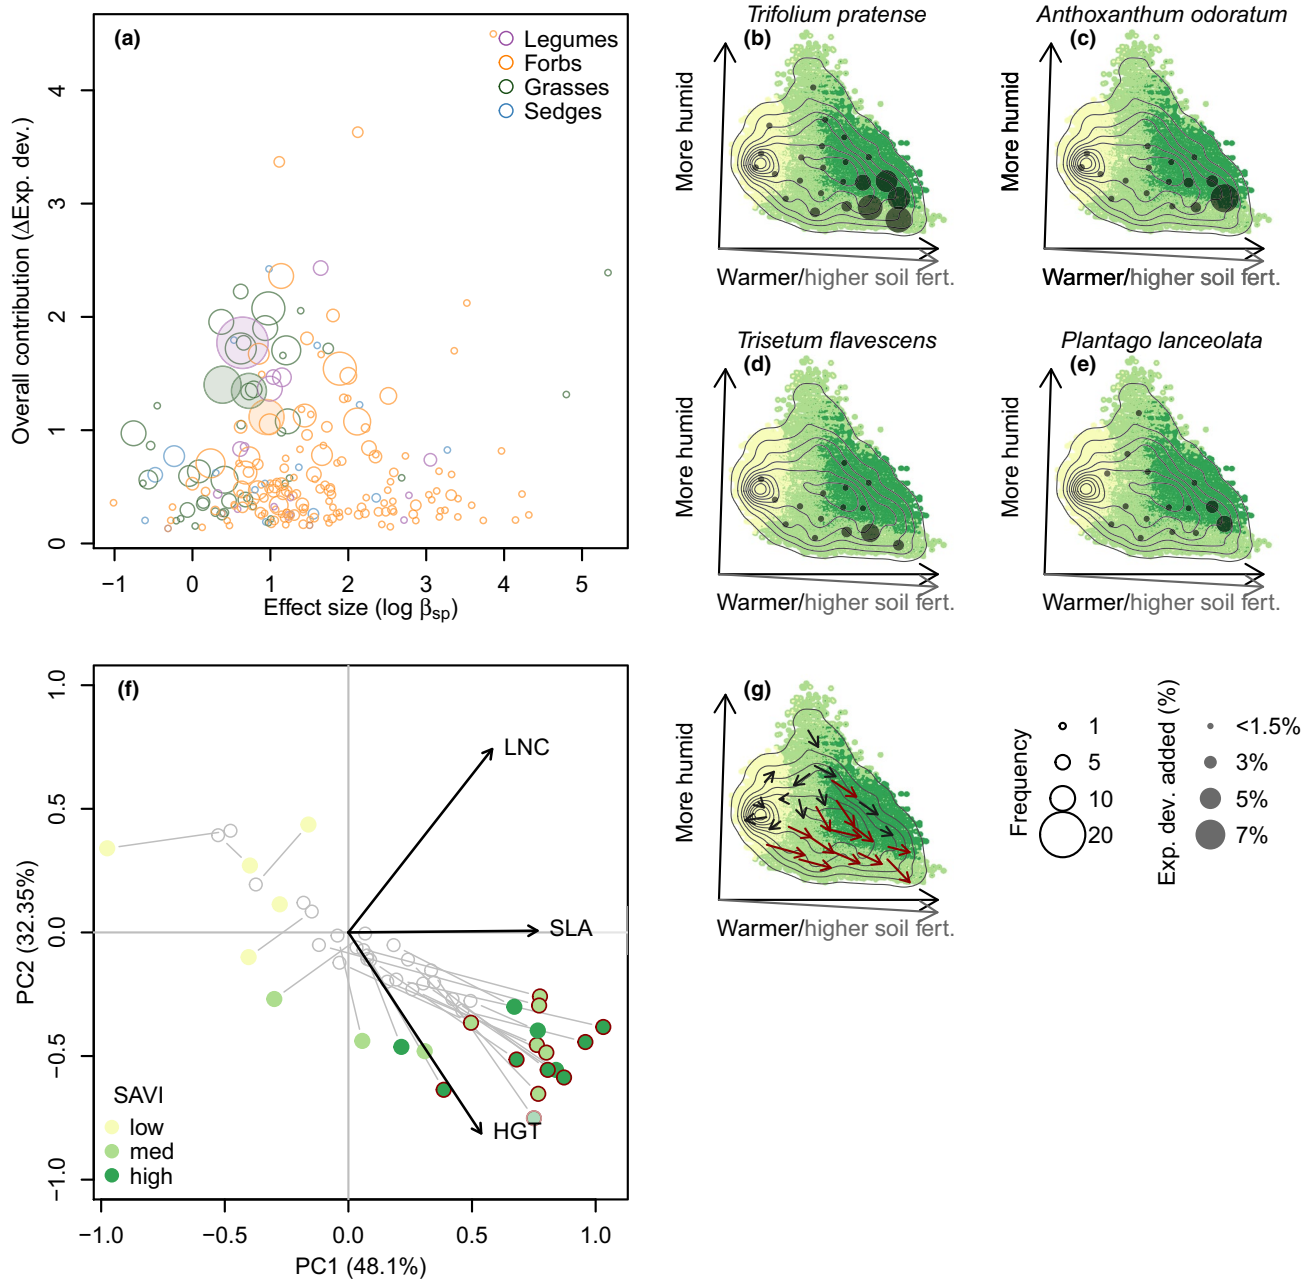 (a)
Legumes
Forbs
Grasses
Sedges
Overall contribution (ΔExp. dev.)
4
3
2
1
0
−1 0 1 2 3 4 5
Effect size (log βsp)
Trifolium pratense
(b)
More humid
Warmer/higher soil fert.
Anthoxanthum odoratum
(c)
More humid
Warmer/higher soil fert.
Trisetum flavescens
(d)
More humid
Warmer/higher soil fert.
Plantago lanceolata
(e)
More humid
Warmer/higher soil fert.
(f)
PC2 (32.35%)
1.0
0.5
0.0
−0.5
−1.0
LNC
SLA
HGT
SAVI
low
med
high
−1.0 −0.5 0.0 0.5 1.0
PC1 (48.1%)
(g)
More humid
Warmer/higher soil fert.
Frequency
1
5
10
20
Exp. dev. added (%)
<1.5%
3%
5%
7%